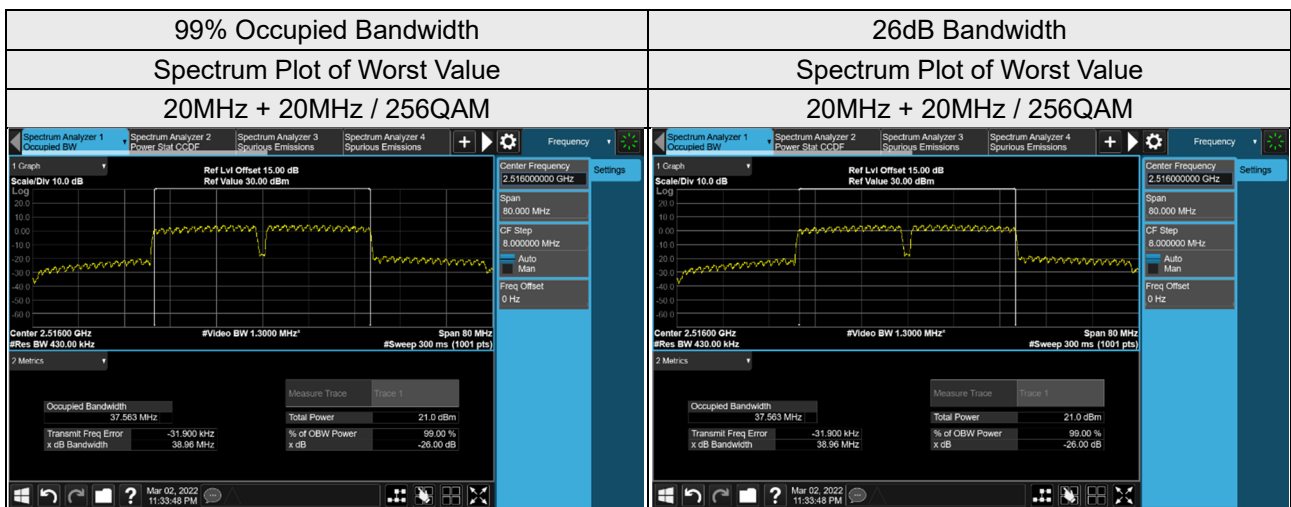 99% Occupied Bandwidth
26dB Bandwidth
Spectrum Plot of Worst Value
Spectrum Plot of Worst Value
20MHz + 20MHz / 256QAM
20MHz + 20MHz / 256QAM
Spectrum Analyzer 1
Occupied BW
Spectrum Analyzer 2
Power Stat CCDF
Spectrum Analyzer 3
Spurious Emissions
Spectrum Analyzer 4
Spurious Emissions
Frequency
1 Graph
Scale/Div 10.0 dB
Ref Lvl Offset 15.00 dB
Ref Value 30.00 dBm
Log
20.0
10.0
0.00
-10.0
-20.0
-30.0
-40.0
-50.0
-60.0
Center 2.51600 GHz
#Res BW 430.00 kHz
#Video BW 1.3000 MHz*
Span 80 MHz
#Sweep 300 ms (1001 pts)
Center Frequency
2.516000000 GHz
Settings
Span
80.000 MHz
CF Step
8.000000 MHz
Auto
Man
Freq Offset
0 Hz
2 Metrics
Measure Trace
Trace 1
Occupied Bandwidth
37.563 MHz
Total Power
21.0 dBm
Transmit Freq Error
-31.900 kHz
% of OBW Power
99.00 %
x dB Bandwidth
38.96 MHz
x dB
-26.00 dB
?
Mar 02, 2022
11:33:48 PM
Spectrum Analyzer 1
Occupied BW
Spectrum Analyzer 2
Power Stat CCDF
Spectrum Analyzer 3
Spurious Emissions
Spectrum Analyzer 4
Spurious Emissions
Frequency
1 Graph
Scale/Div 10.0 dB
Ref Lvl Offset 15.00 dB
Ref Value 30.00 dBm
Log
20.0
10.0
0.00
-10.0
-20.0
-30.0
-40.0
-50.0
-60.0
Center 2.51600 GHz
#Res BW 430.00 kHz
#Video BW 1.3000 MHz*
Span 80 MHz
#Sweep 300 ms (1001 pts)
Center Frequency
2.516000000 GHz
Settings
Span
80.000 MHz
CF Step
8.000000 MHz
Auto
Man
Freq Offset
0 Hz
2 Metrics
Measure Trace
Trace 1
Occupied Bandwidth
37.563 MHz
Total Power
21.0 dBm
Transmit Freq Error
-31.900 kHz
% of OBW Power
99.00 %
x dB Bandwidth
38.96 MHz
x dB
-26.00 dB
?
Mar 02, 2022
11:33:48 PM